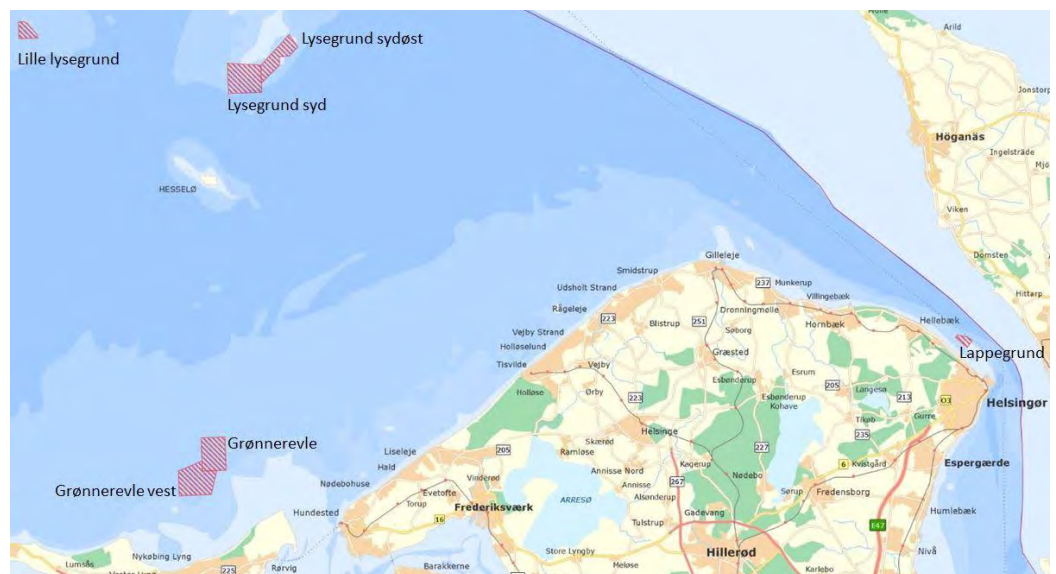 Mölle
Arild
Lysegrund sydøst
Lille lysegrund
Jonstorp
Lysegrund syd
Höganäs
Ingelsträde
HESSELØ
Viken
Domsten
Gilleleje
Smidstrup
237
Munkerup
Udsholt Strand
Villingebæk
Hittarp
Rågeleje
223
251
Dronningmølle
Blistrup
Søborg
Hornbæk
Hellebæk
Vejby Strand
Holløselund
Græsted
Lappegrund
Tisvilde
Vejby
Esrum
Esbønderup
205
Langesø
Holløse
Ørby
223
Esbønderup
Kohave
213
O3
Helsingør
Tikøb
Gurre
Grønnerevle
Helsinge
235
Skærød
227
Liseleje
205
Ramløse
Hald
Kagerup
6
Kvistgård
Espergærde
Annisse Nord
Nødebo
Nødebohuse
Vinderød
267
Annisse
Grønnerevle vest
Evetofte
ARRESØ
Alsønderup
Sørup
Fredensborg
Torup
Frederiksværk
Gadevang
Humlebæk
Hundested
16
Tulstrup
E47
Nykøbing Lyng
Store Lyngby
Hillerød
Nivå
Lumsås
225
Rørvig
Barakkerne
Meløse
Karlebo